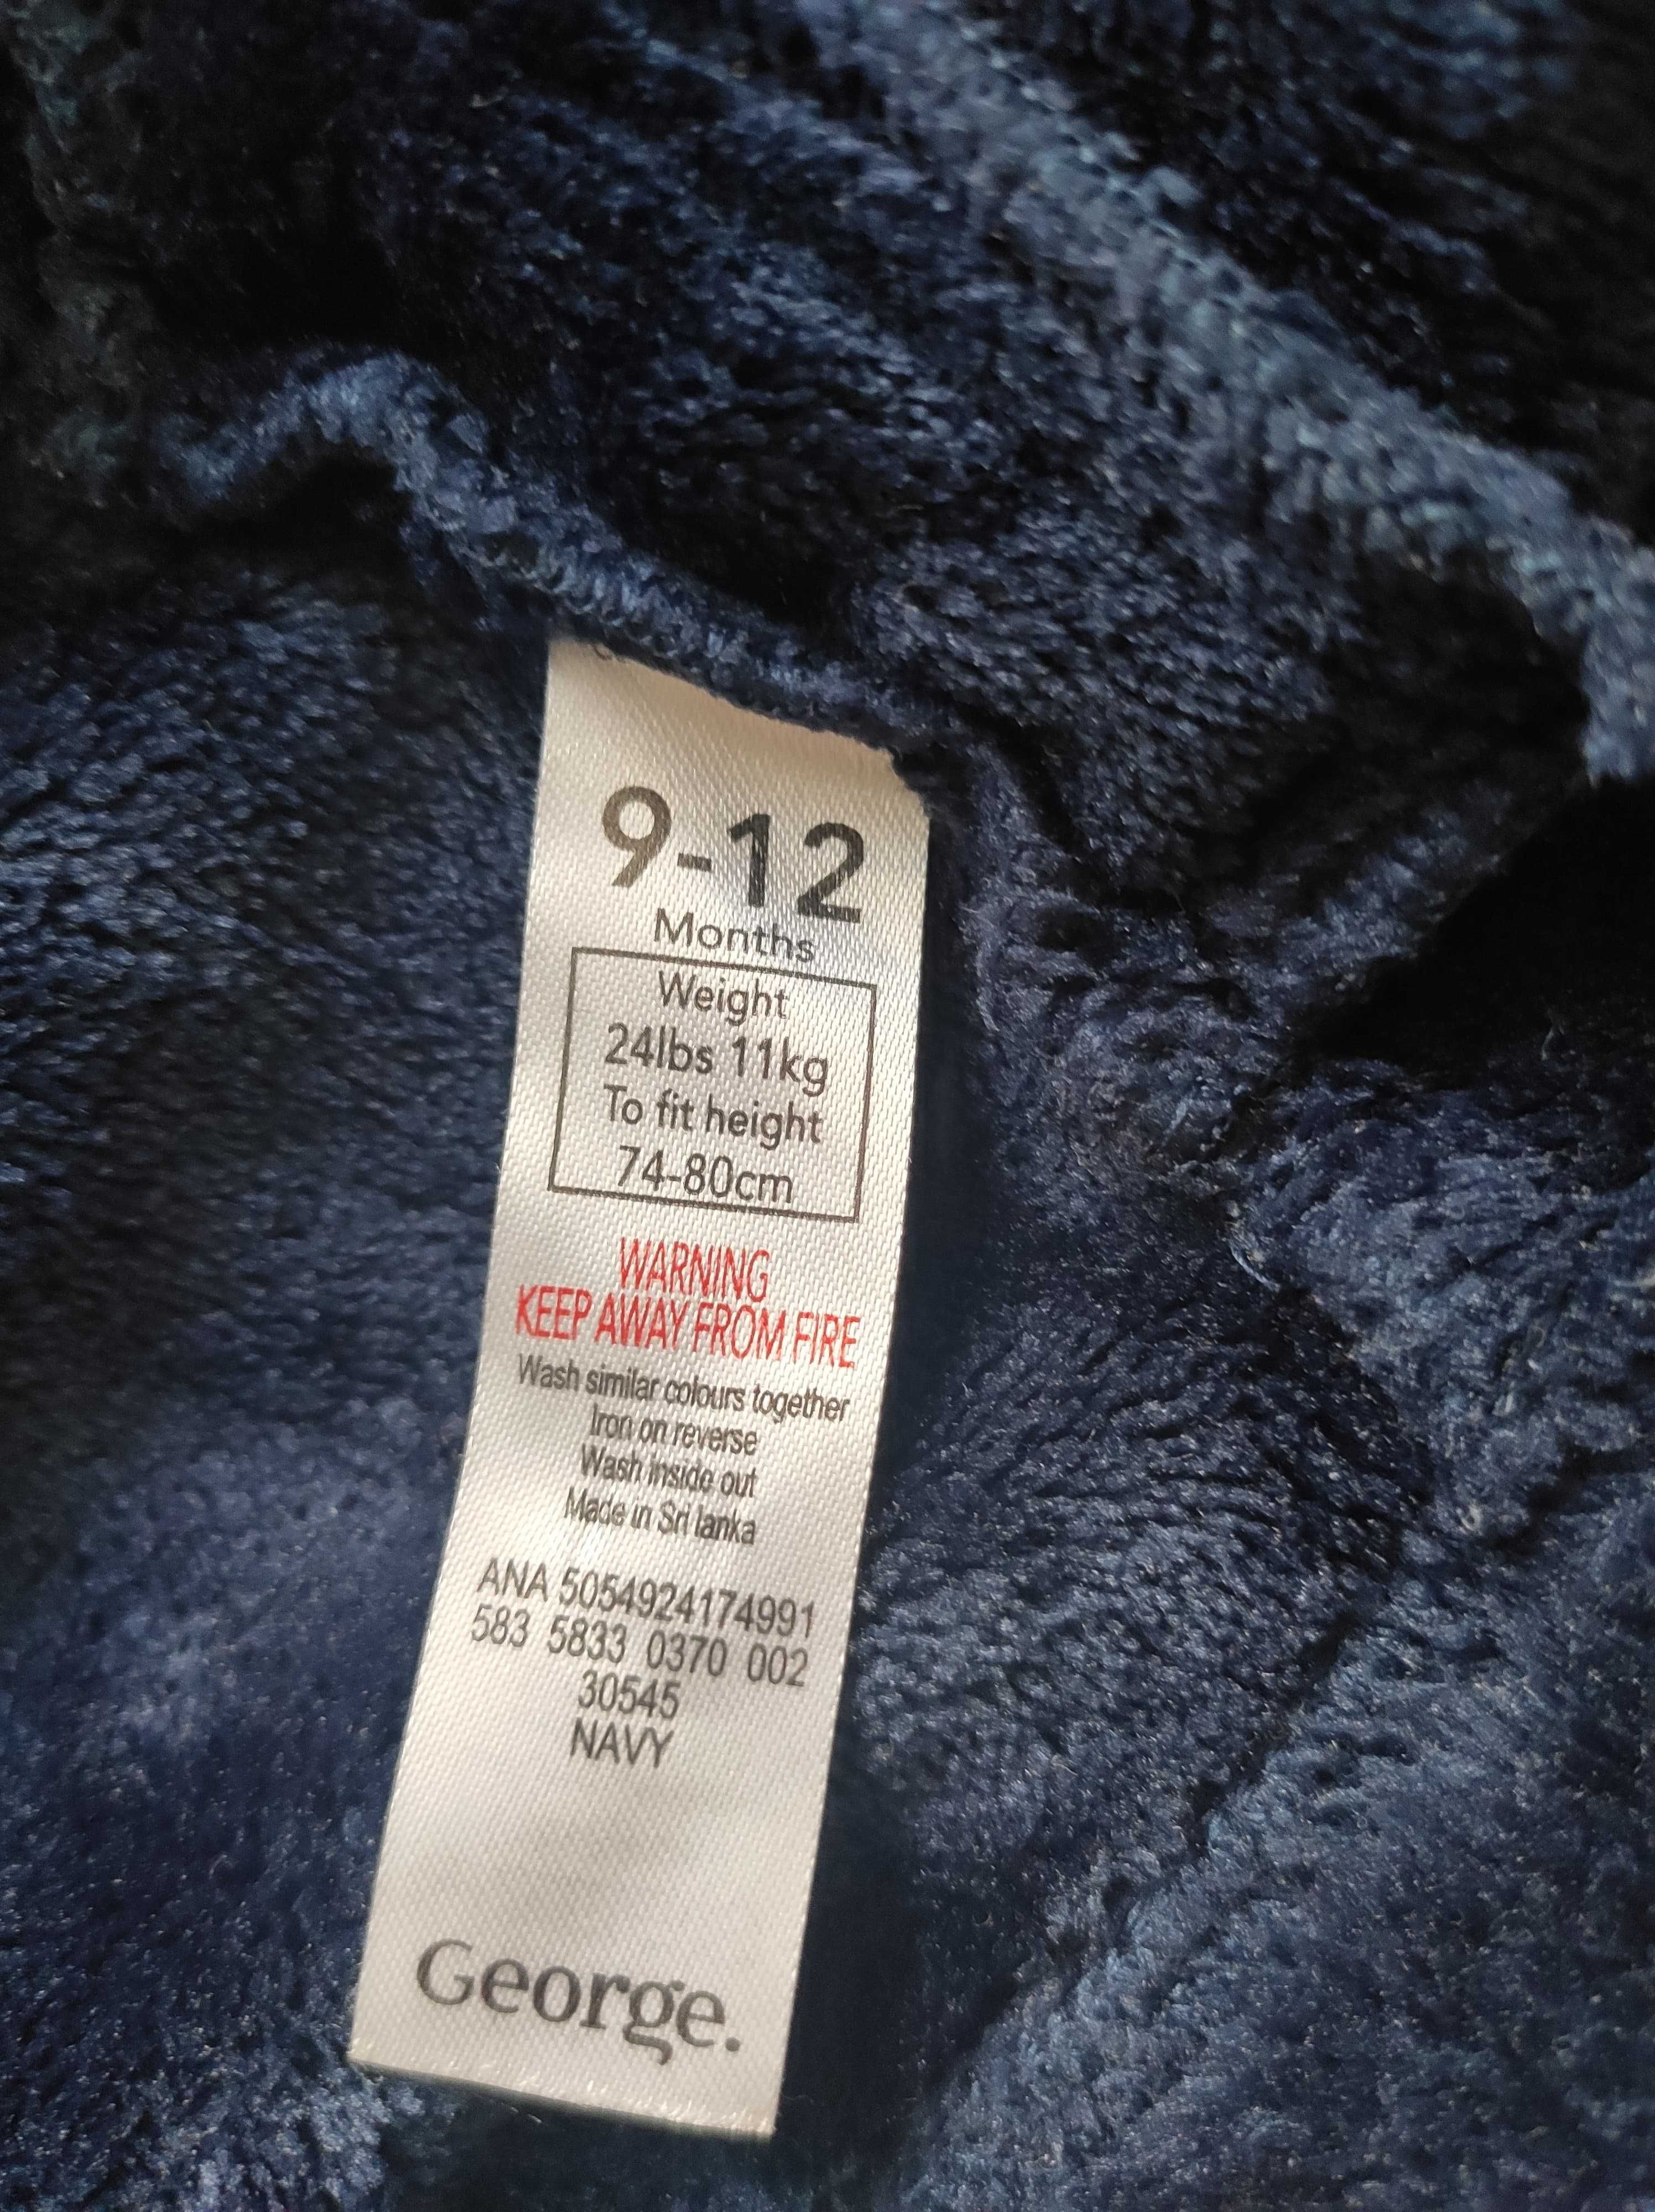 9-12
Months
Weight
24lbs 11kg
To fit height
74-80cm
WARNING
KEEP AWAY FROM FIRE
Wash similar colours together
Iron on reverse
Wash inside out
Made in Sri lanka
ANA 5054924174991
583 5833 0370 002
30545
NAVY
George.